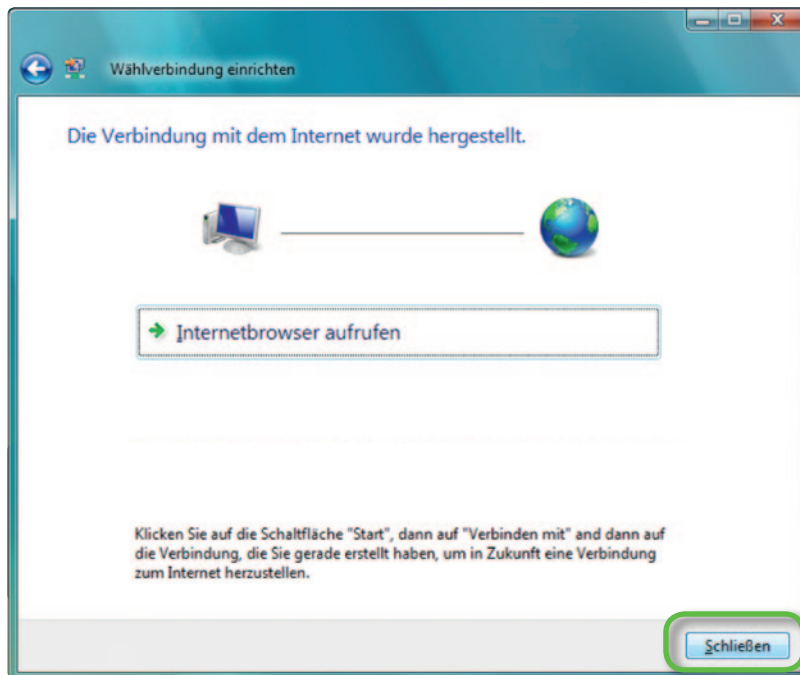 Wählverbindung einrichten
Die Verbindung mit dem Internet wurde hergestellt.
Internetbrowser aufrufen
Klicken Sie auf die Schaltfläche "Start", dann auf "Verbinden mit" and dann auf
die Verbindung, die Sie gerade erstellt haben, um in Zukunft eine Verbindung
zum Internet herzustellen.
Schließen